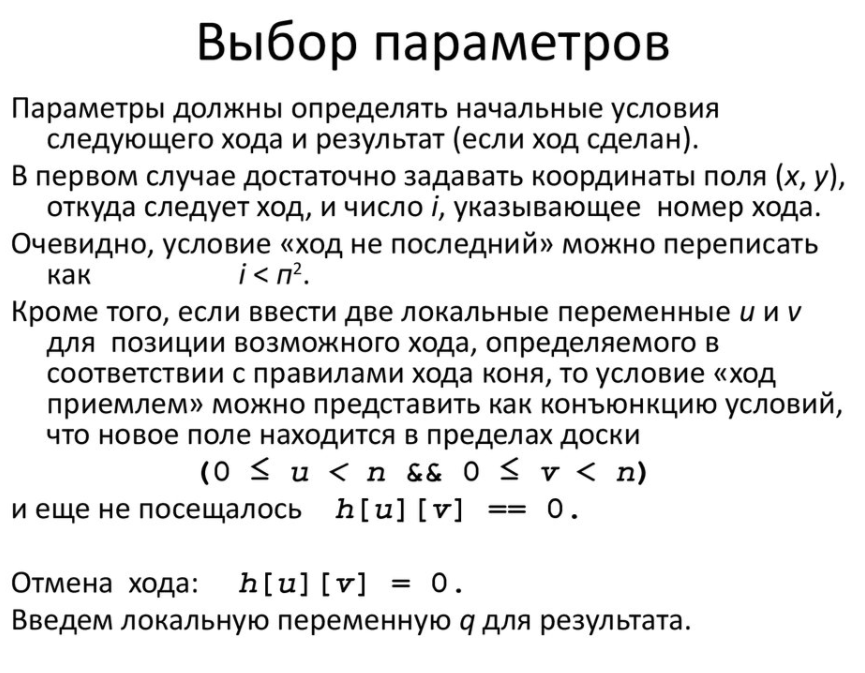 Выбор параметров
Параметры должны определять начальные условия
следующего хода и результат (если ход сделан).
В первом случае достаточно задавать координаты поля (x, y),
откуда следует ход, и число i, указывающее номер хода.
Очевидно, условие «ход не последний» можно переписать
как i < п².
Кроме того, если ввести две локальные переменные u и v
для позиции возможного хода, определяемого в
соответствии с правилами хода коня, то условие «ход
приемлем» можно представить как конъюнкцию условий,
что новое поле находится в пределах доски
(0 ≤ u < n && 0 ≤ v < n)
и еще не посещалось h[u][v] == 0.
Отмена хода: h[u][v] = 0.
Введем локальную переменную q для результата.